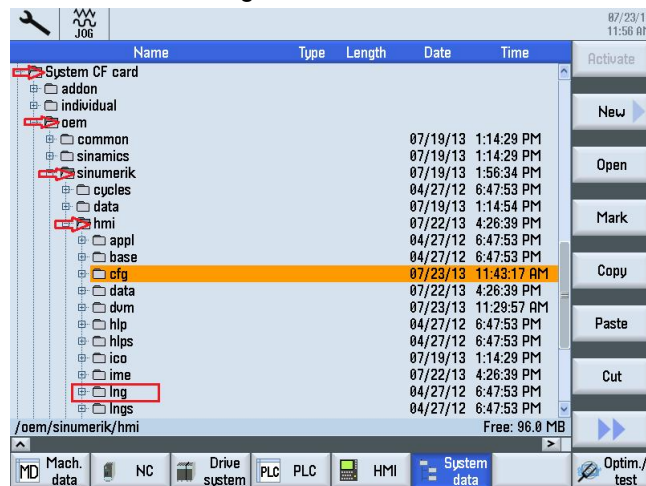 JOG
07/23/1
11:56 AM
Name Type Length Date Time
System CF card
addon
individual
oem
common 07/19/13 1:14:29 PM
sinamics 07/19/13 1:14:29 PM
sinumerik 07/19/13 1:56:34 PM
cycles 04/27/12 6:47:53 PM
data 07/19/13 1:14:54 PM
hmi 07/22/13 4:26:39 PM
appl 04/27/12 6:47:53 PM
base 04/27/12 6:47:53 PM
cfg 07/23/13 11:43:17 AM
data 07/22/13 4:26:39 PM
dvm 07/23/13 11:29:57 AM
hlp 04/27/12 6:47:53 PM
hlps 04/27/12 6:47:53 PM
ico 07/19/13 1:14:29 PM
ime 07/22/13 4:26:39 PM
lng 04/27/12 6:47:53 PM
lngs 04/27/12 6:47:53 PM
/oem/sinumerik/hmi Free: 96.0 MB
Activate
New
Open
Mark
Copy
Paste
Cut
MD Mach. data
NC
Drive system
PLC PLC
HMI
System data
Optim./ test